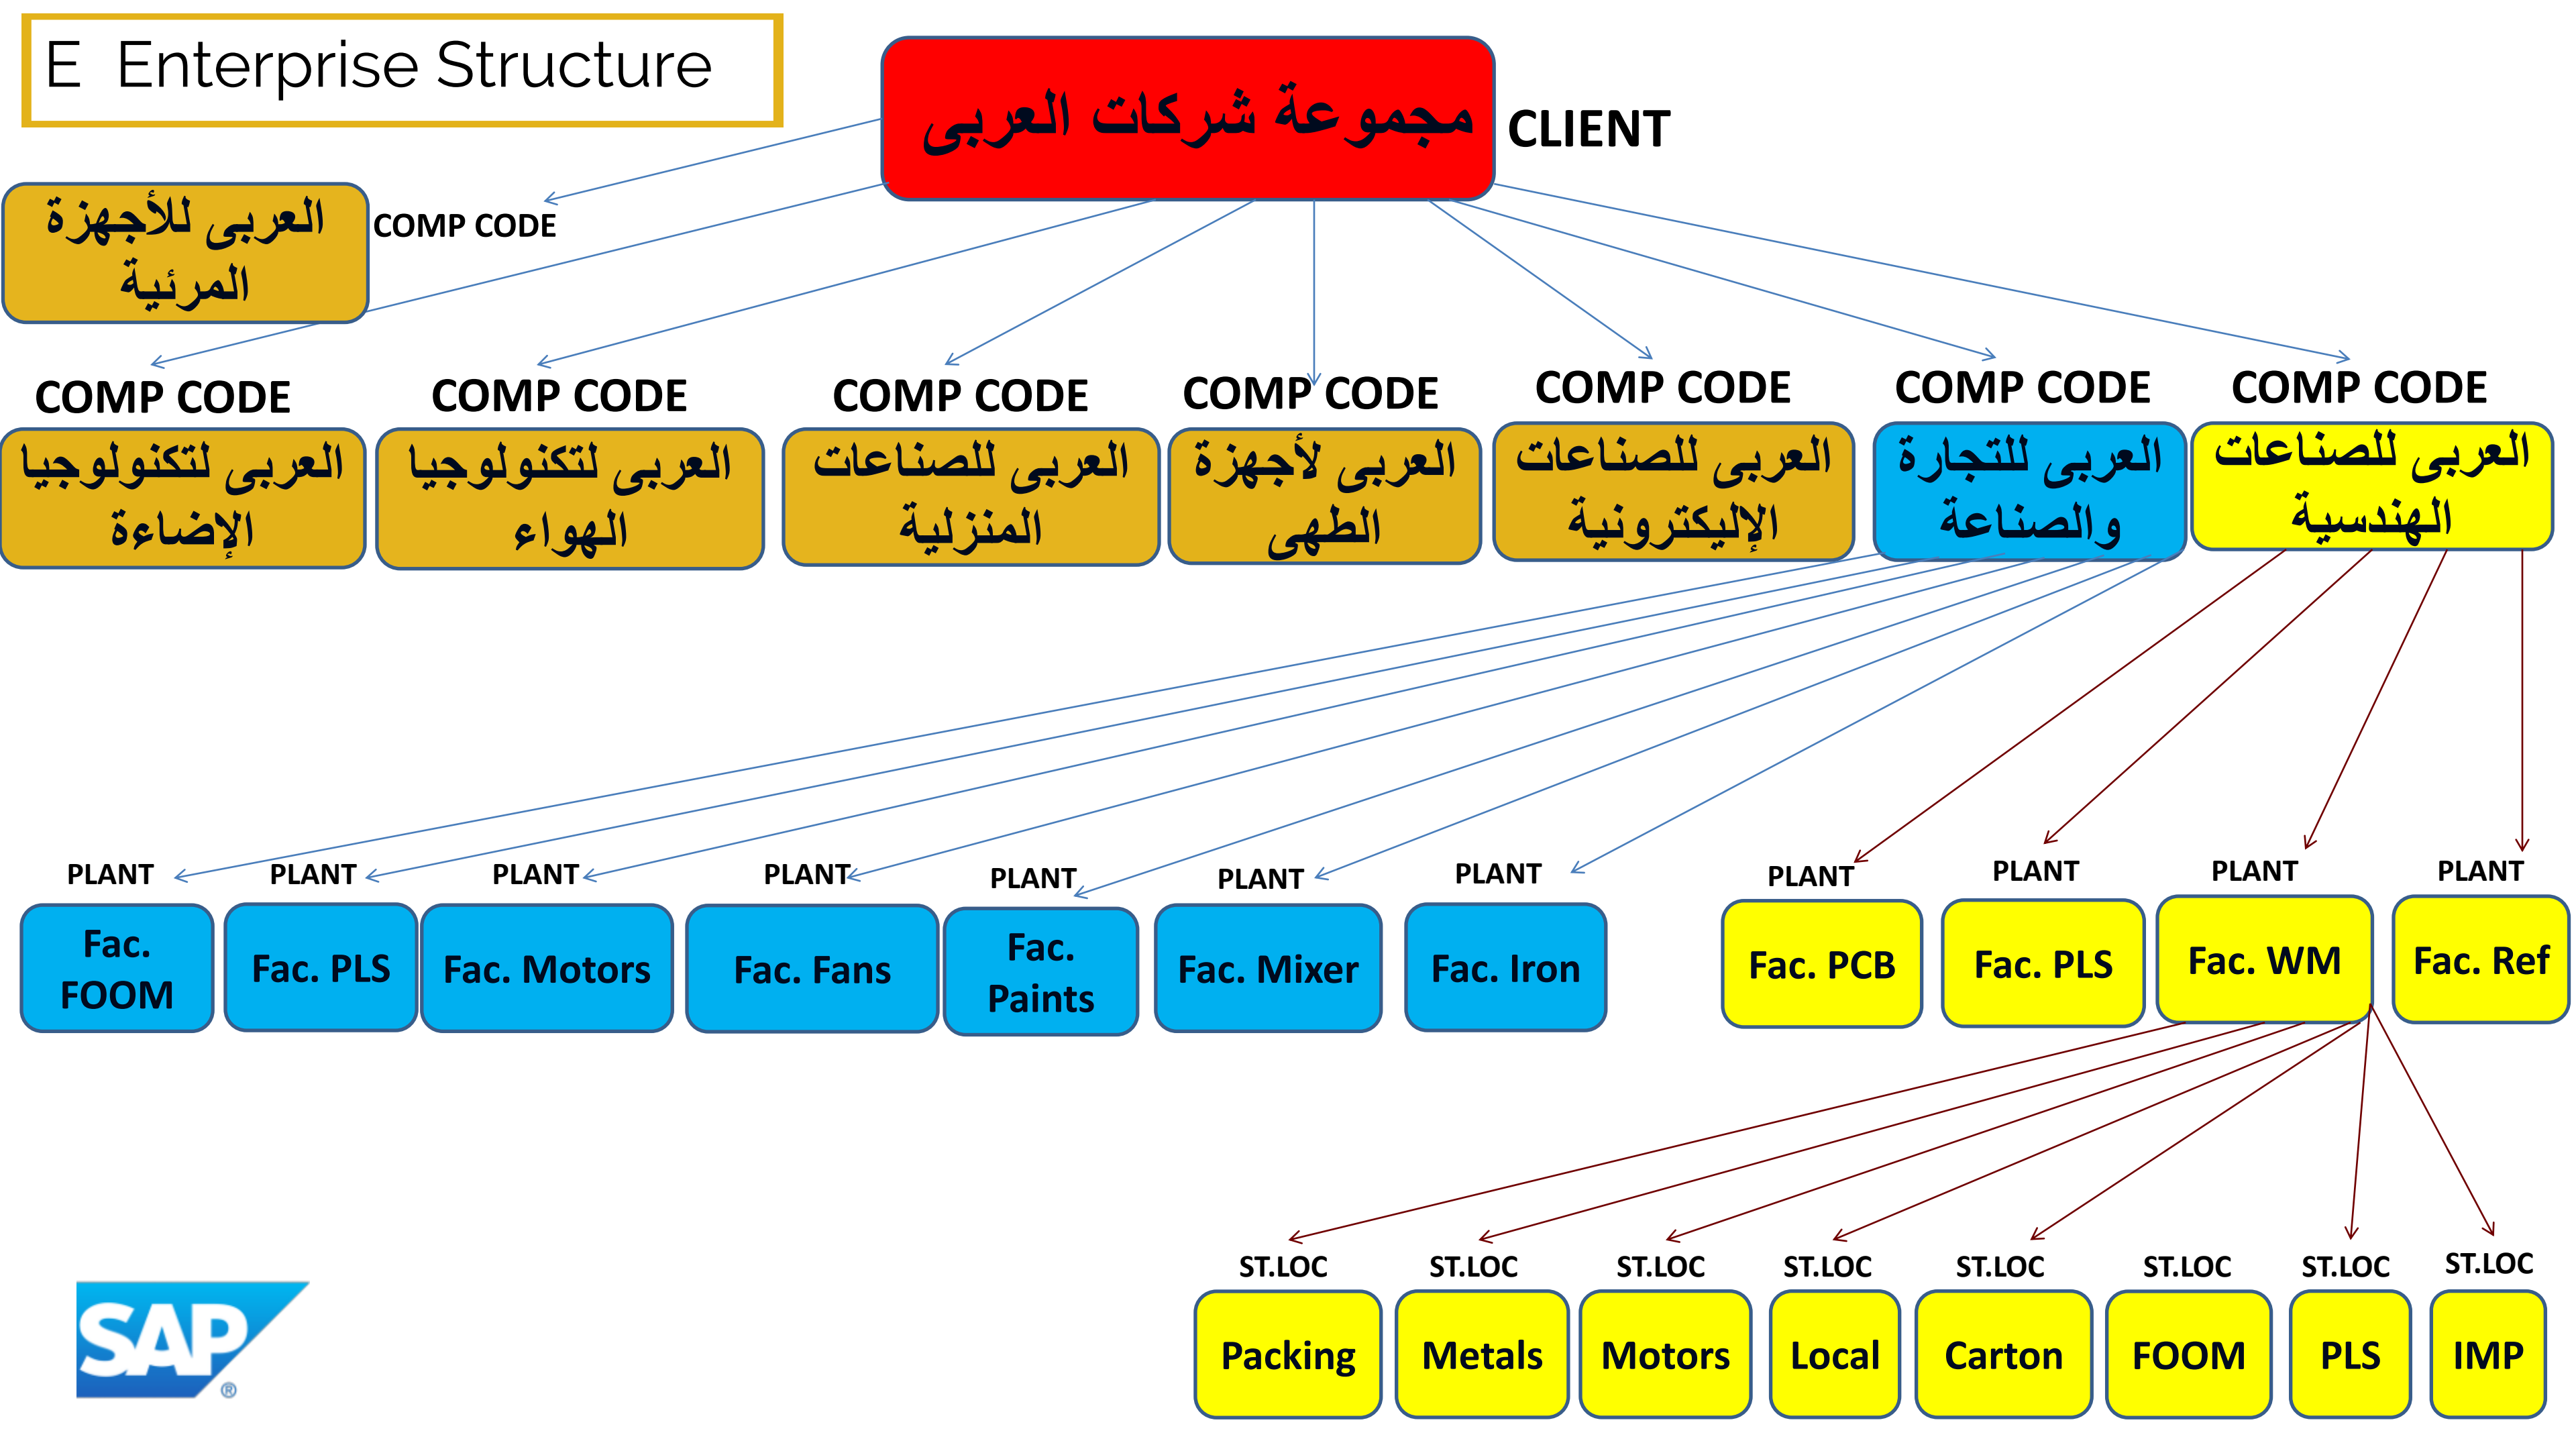 E Enterprise Structure
مجموعة شركات العربى
CLIENT
العربى للأجهزة
المرئية
COMP CODE
COMP CODE
COMP CODE
COMP CODE
COMP CODE
COMP CODE
COMP CODE
COMP CODE
العربى لتكنولوجيا
الإضاءة
العربى لتكنولوجيا
الهواء
العربى للصناعات
المنزلية
العربى لأجهزة
الطهى
العربى للصناعات
الإليكترونية
العربى للتجارة
والصناعة
العربى للصناعات
الهندسية
PLANT
PLANT
PLANT
PLANT
PLANT
PLANT
PLANT
PLANT
PLANT
PLANT
PLANT
Fac.
FOOM
Fac. PLS
Fac. Motors
Fac. Fans
Fac.
Paints
Fac. Mixer
Fac. Iron
Fac. PCB
Fac. PLS
Fac. WM
Fac. Ref
ST.LOC
ST.LOC
ST.LOC
ST.LOC
ST.LOC
ST.LOC
ST.LOC
ST.LOC
Packing
Metals
Motors
Local
Carton
FOOM
PLS
IMP
SAP®